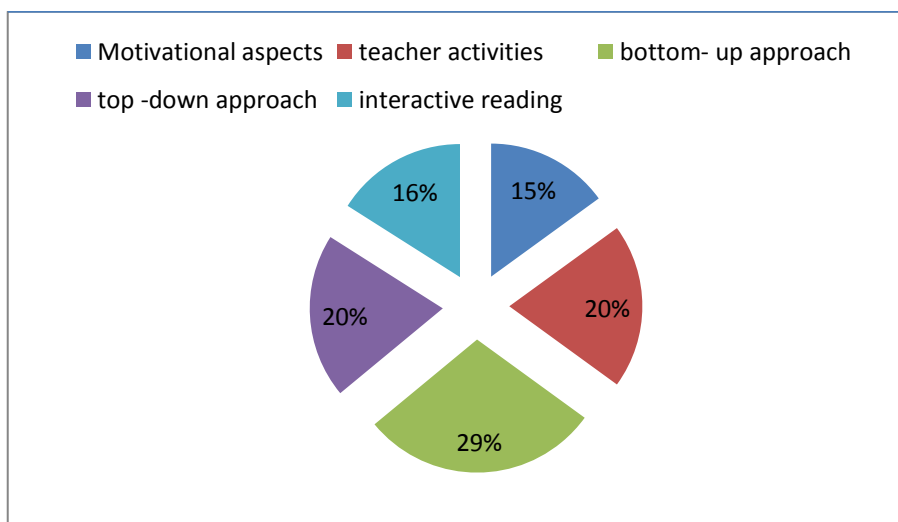 Motivational aspects teacher activities bottom- up approach
top -down approach interactive reading
16% 15%
20% 20%
29%